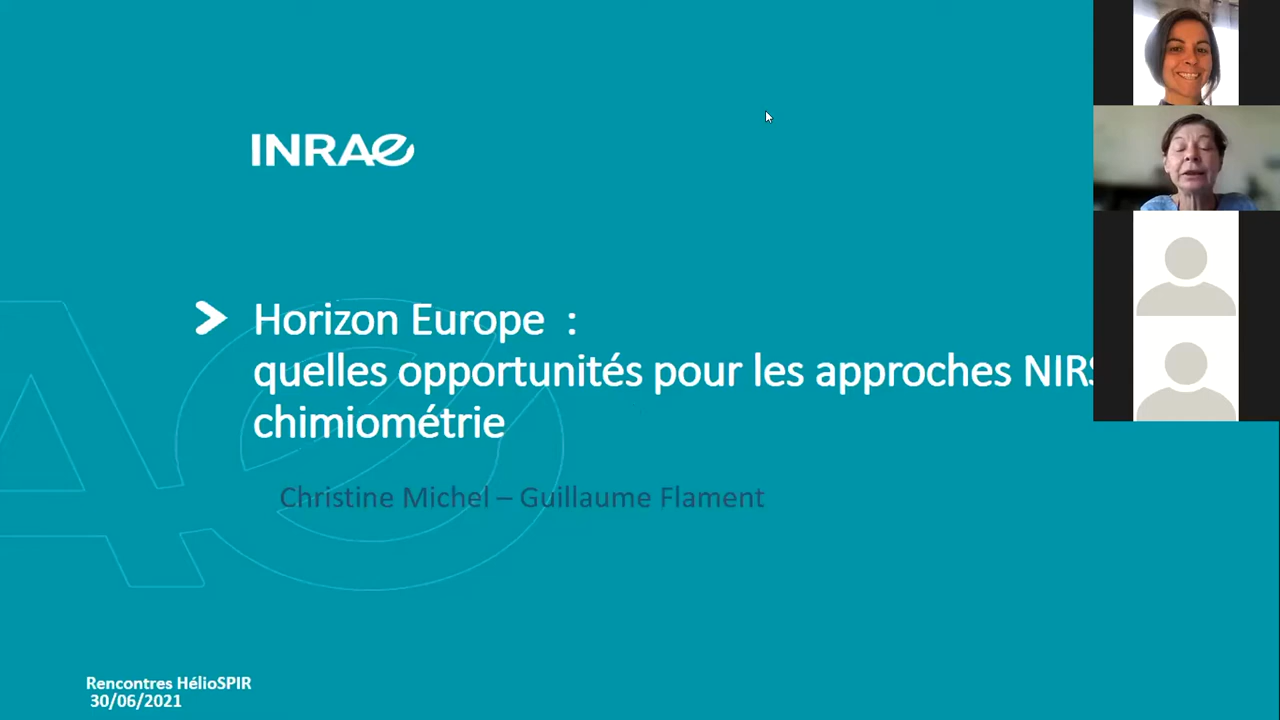 INRAE
Horizon Europe :
quelles opportunités pour les approches NIRS
chimiométrie
Christine Michel – Guillaume Flament
Rencontres HélioSPIR
30/06/2021